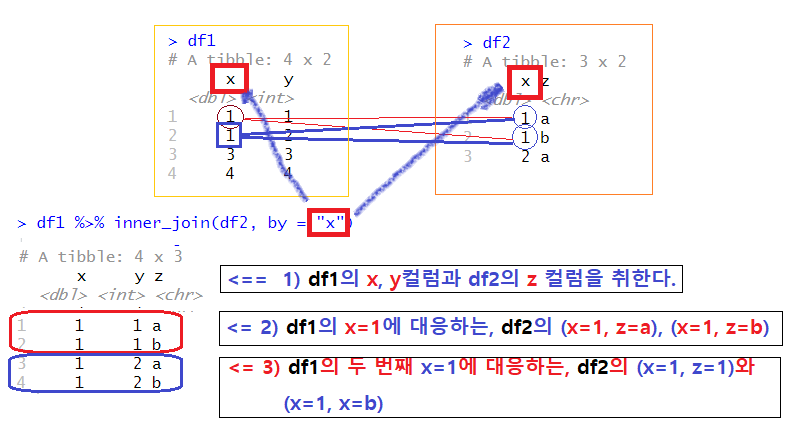 > df1
# A tibble: 4 x 2
x y
<dbl> <int>
1 1 1
2 1 2
3 3 3
4 4 4
> df2
# A tibble: 3 x 2
x z
<dbl> <chr>
1 a
2 1 b
3 2 a
> df1 %>% inner_join(df2, by = "x")
# A tibble: 4 x 3
x y z
<dbl> <int> <chr>
1 1 1 a
2 1 1 b
3 1 2 a
4 1 2 b
<== 1) df1의 x, y컬럼과 df2의 z 컬럼을 취한다.
<= 2) df1의 x=1에 대응하는, df2의 (x=1, z=a), (x=1, z=b)
<= 3) df1의 두 번째 x=1에 대응하는, df2의 (x=1, z=1)와
(x=1, x=b)